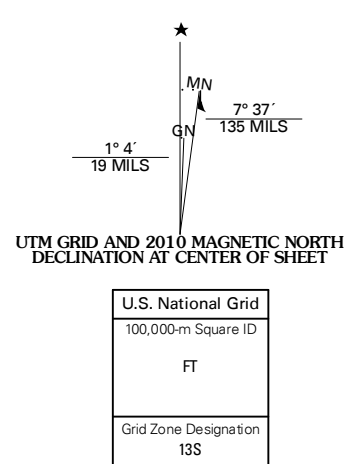 ★
MN
7° 37´
135 MILS
GN
1° 4´
19 MILS
UTM GRID AND 2010 MAGNETIC NORTH
DECLINATION AT CENTER OF SHEET
U.S. National Grid
100,000-m Square ID
FT
Grid Zone Designation
13S